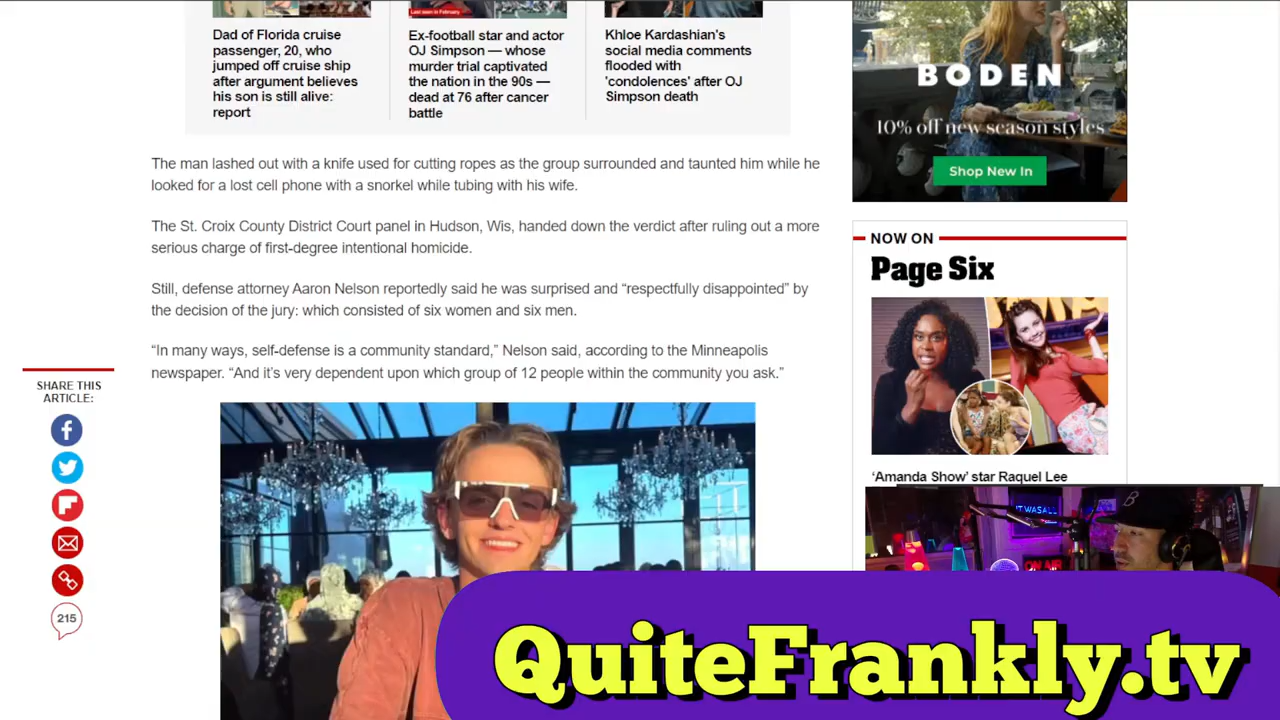 Dad of Florida cruise
passenger, 20, who
jumped off cruise ship
after argument believes
his son is still alive:
report
Last seen in February
Ex-football star and actor
OJ Simpson — whose
murder trial captivated
the nation in the 90s —
dead at 76 after cancer
battle
Khloe Kardashian's
social media comments
flooded with
'condolences' after OJ
Simpson death
The man lashed out with a knife used for cutting ropes as the group surrounded and taunted him while he
looked for a lost cell phone with a snorkel while tubing with his wife.
The St. Croix County District Court panel in Hudson, Wis, handed down the verdict after ruling out a more
serious charge of first-degree intentional homicide.
Still, defense attorney Aaron Nelson reportedly said he was surprised and “respectfully disappointed” by
the decision of the jury: which consisted of six women and six men.
“In many ways, self-defense is a community standard,” Nelson said, according to the Minneapolis
newspaper. “And it’s very dependent upon which group of 12 people within the community you ask.”
SHARE THIS
ARTICLE:
215
BODEN
10% off new season styles
Shop New In
NOW ON
Page Six
‘Amanda Show’ star Raquel Lee
ON AIR
QuiteFrankly.tv